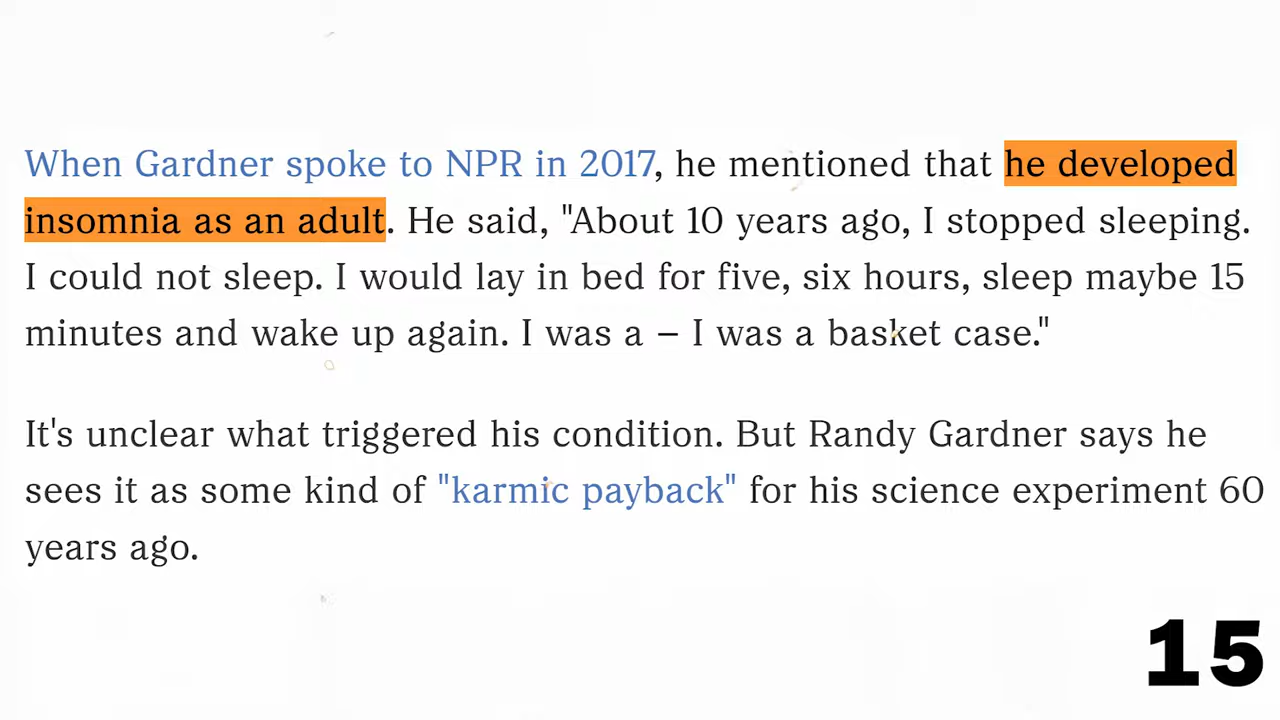 When Gardner spoke to NPR in 2017, he mentioned that he developed
insomnia as an adult. He said, "About 10 years ago, I stopped sleeping.
I could not sleep. I would lay in bed for five, six hours, sleep maybe 15
minutes and wake up again. I was a – I was a basket case."
It's unclear what triggered his condition. But Randy Gardner says he
sees it as some kind of "karmic payback" for his science experiment 60
years ago.
15